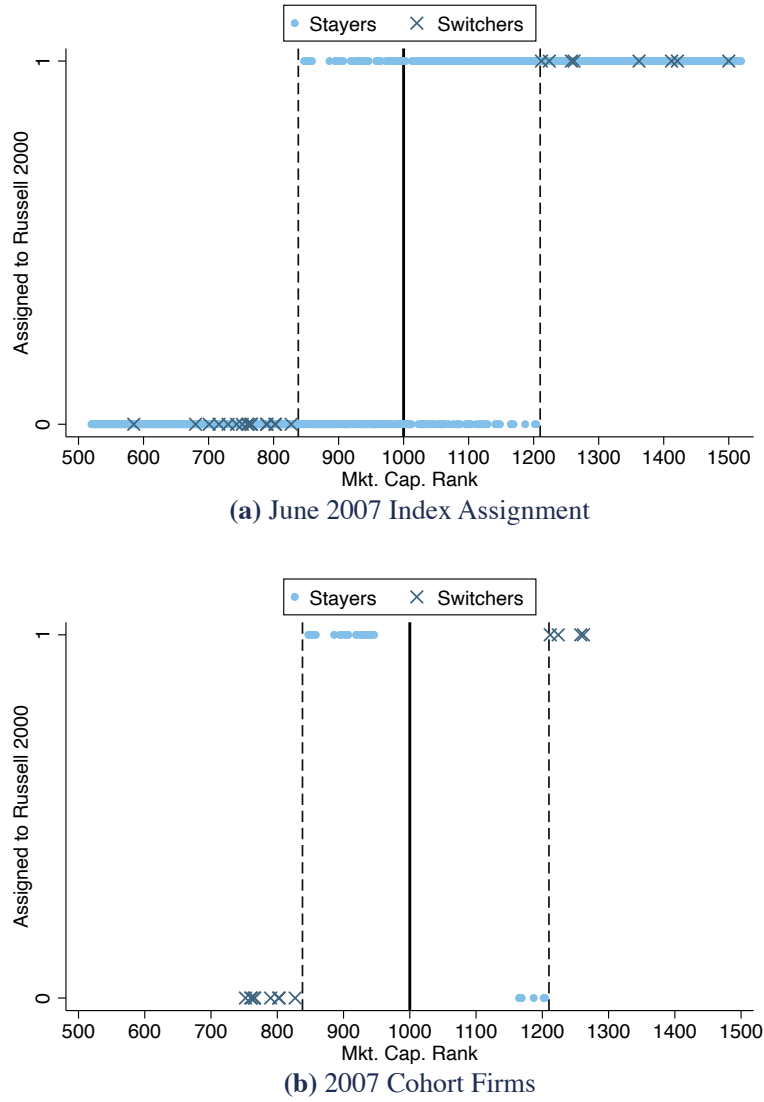 Stayers Switchers
1
Assigned to Russell 2000
0
500 600 700 800 900 1000 1100 1200 1300 1400 1500
Mkt. Cap. Rank
(a) June 2007 Index Assignment
Stayers Switchers
1
Assigned to Russell 2000
0
500 600 700 800 900 1000 1100 1200 1300 1400 1500
Mkt. Cap. Rank
(b) 2007 Cohort Firms